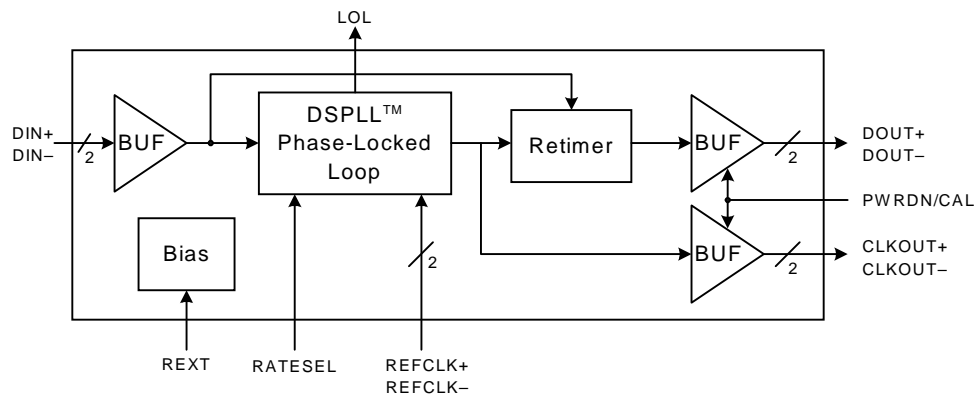 LOL
DIN+
DIN–
2
BUF
DSPLL™
Phase-Locked
Loop
Retimer
BUF
2
DOUT+
DOUT–
PWRDN/CAL
Bias
2
BUF
2
CLKOUT+
CLKOUT–
REXT
RATESEL
REFCLK+
REFCLK–